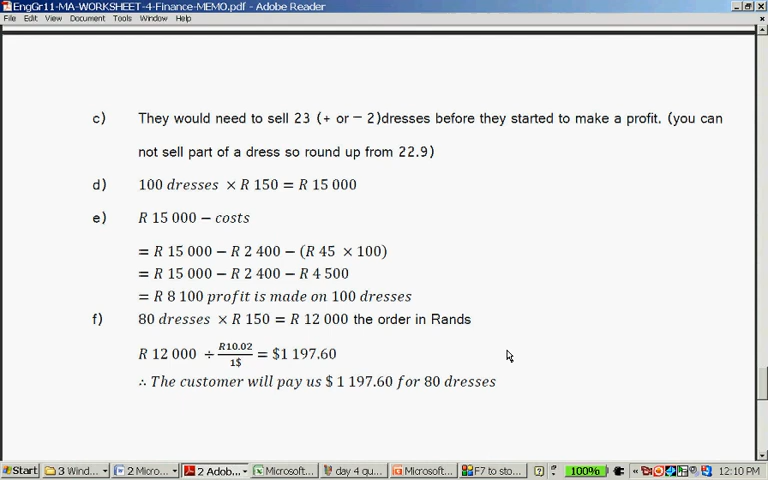 EngGr11-MA-WORKSHEET-4-Finance-MEMO.pdf - Adobe Reader
File Edit View Document Tools Window Help
c) They would need to sell 23 (+ or − 2)dresses before they started to make a profit. (you can
not sell part of a dress so round up from 22.9)
d) 100 dresses × R 150 = R 15 000
e) R 15 000 − costs
= R 15 000 − R 2 400 − (R 45 × 100)
= R 15 000 − R 2 400 − R 4 500
= R 8 100 profit is made on 100 dresses
f) 80 dresses × R 150 = R 12 000 the order in Rands
R 12 000 ÷ R10.02/1$ = $1 197.60
∴ The customer will pay us $ 1 197.60 for 80 dresses
Start 3 Wind... 2 Micro... 2 Adob... Microsoft... day 4 qu... Microsoft... F7 to sto... 100% 12:10 PM